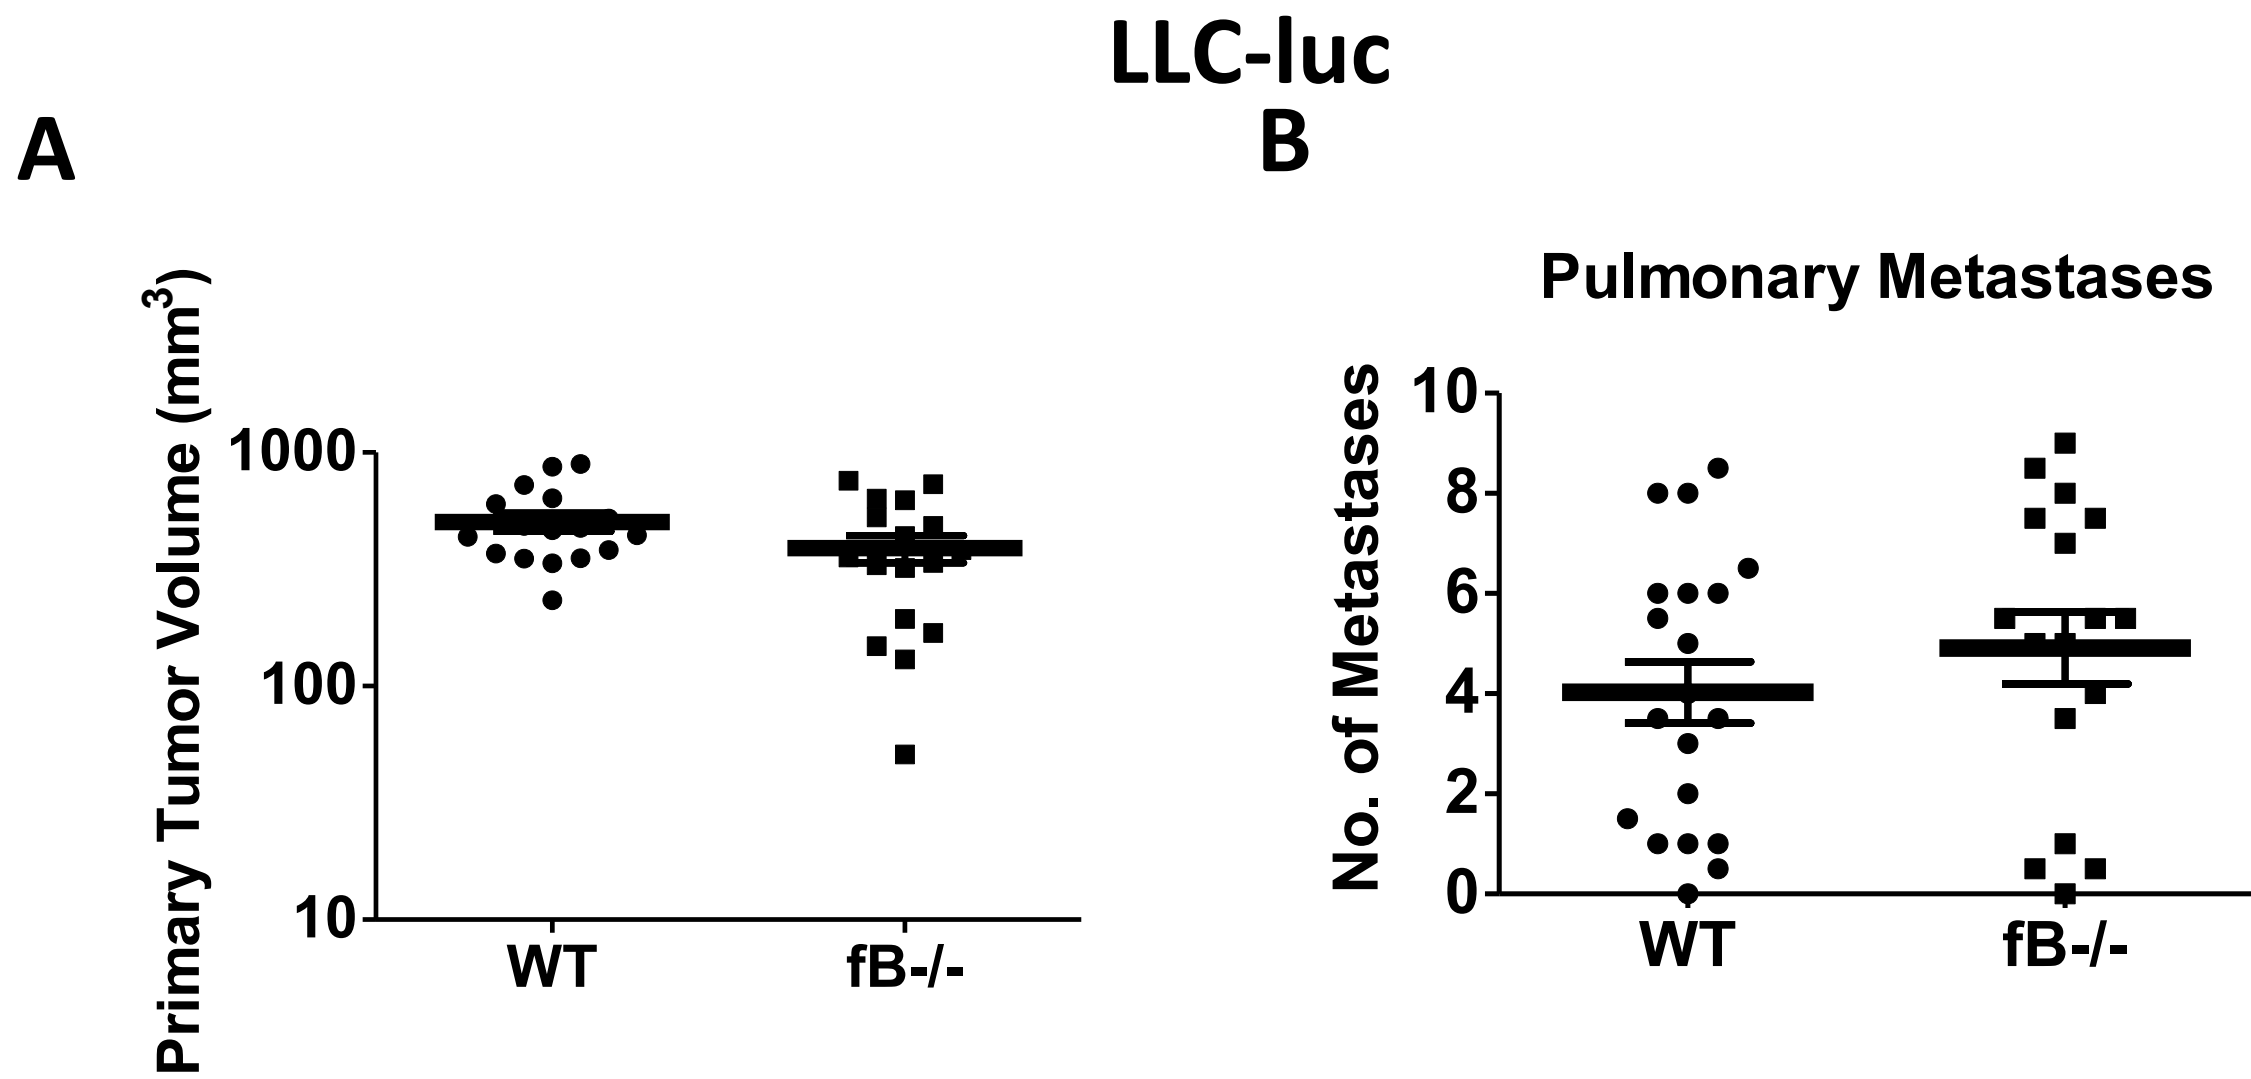 LLC-luc
A
B
Primary Tumor Volume (mm3)
1000
100
10
WT
fB-/-
Pulmonary Metastases
No. of Metastases
10
8
6
4
2
0
WT
fB-/-